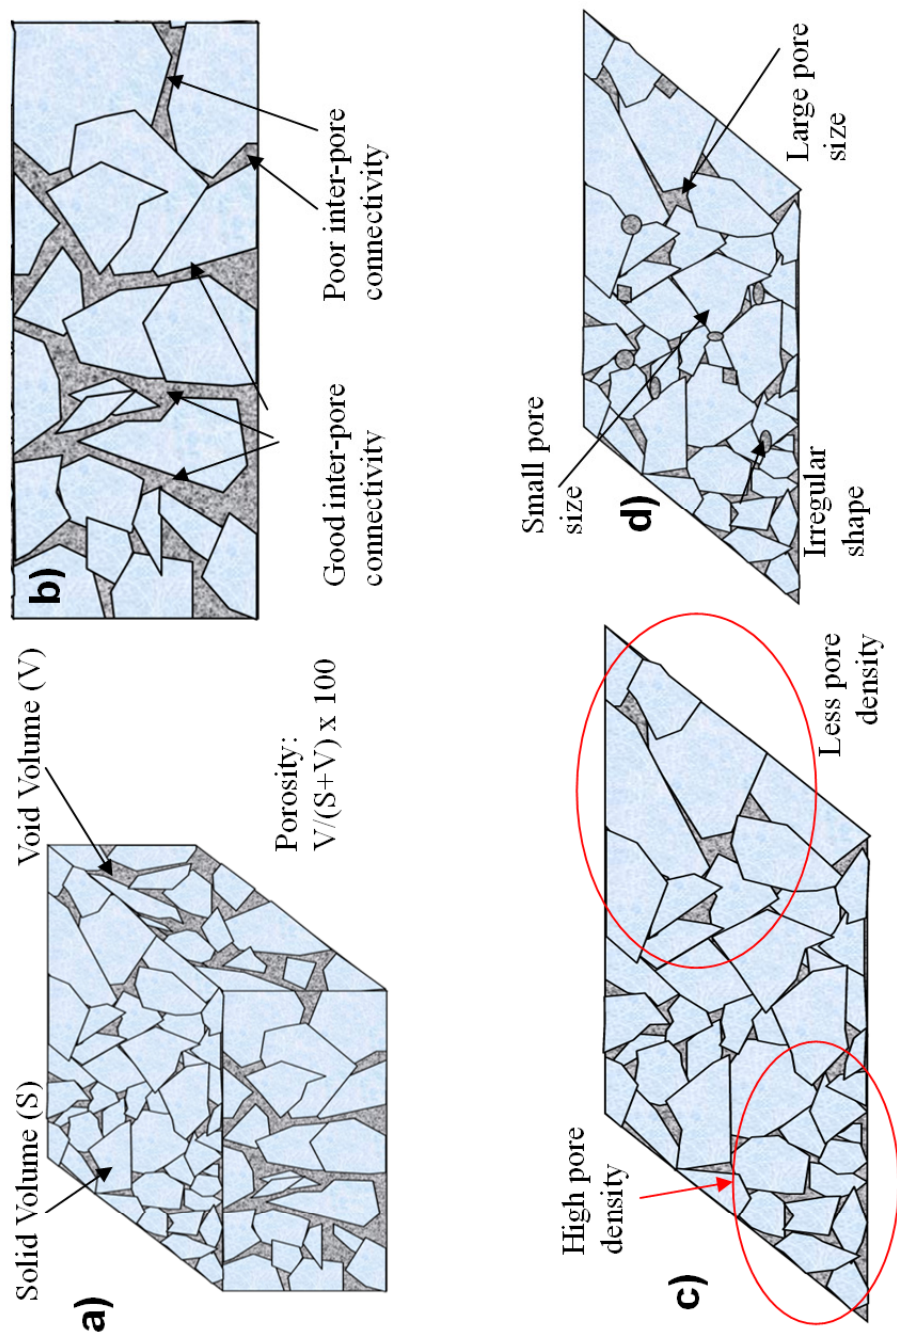 a)
Solid Volume (S)
Void Volume (V)
Porosity:
V/(S+V) x 100
b)
Good inter-pore
connectivity
Poor inter-pore
connectivity
c)
High pore
density
Less pore
density
d)
Small pore
size
Large pore
size
Irregular
shape